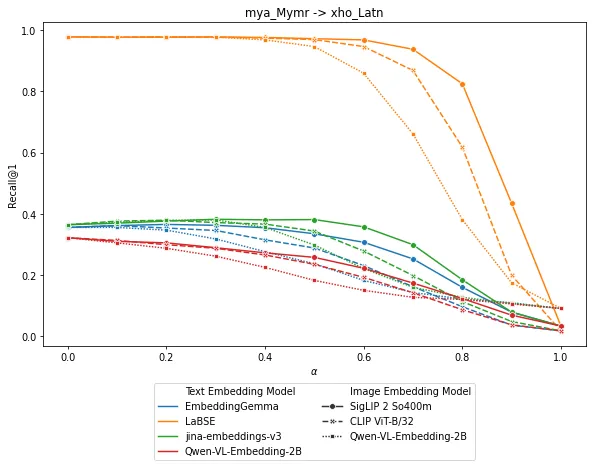 mya_Mymr -> xho_Latn
Recall@1
1.0
0.8
0.6
0.4
0.2
0.0
0.0 0.2 0.4 0.6 0.8 1.0
α
Text Embedding Model
EmbeddingGemma
LaBSE
jina-embeddings-v3
Qwen-VL-Embedding-2B
Image Embedding Model
SigLIP 2 So400m
CLIP ViT-B/32
Qwen-VL-Embedding-2B